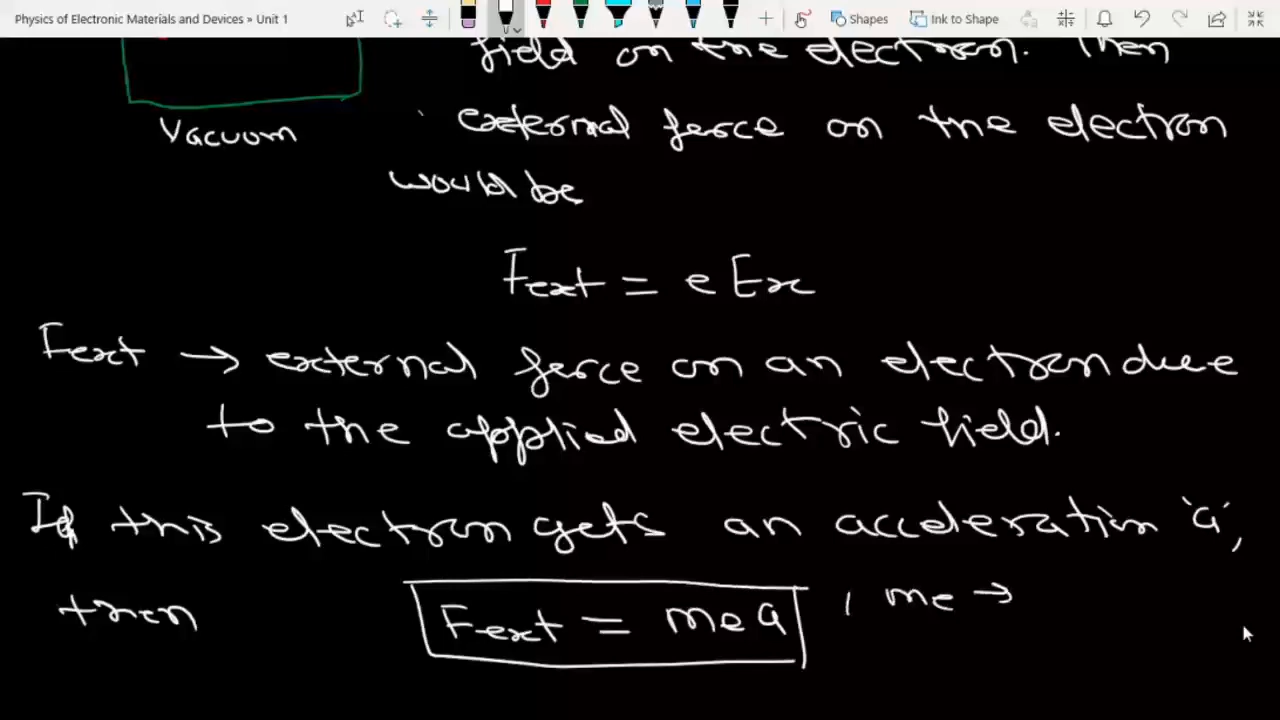 Physics of Electronic Materials and Devices » Unit 1
Shapes
Ink to Shape
field on the electron. Then
Vacuum
external force on the electron
would be
Fext = e Ex
Fext → external force on an electron due
to the applied electric field.
If this electron gets an acceleration 'a',
then
Fext = me a , me →